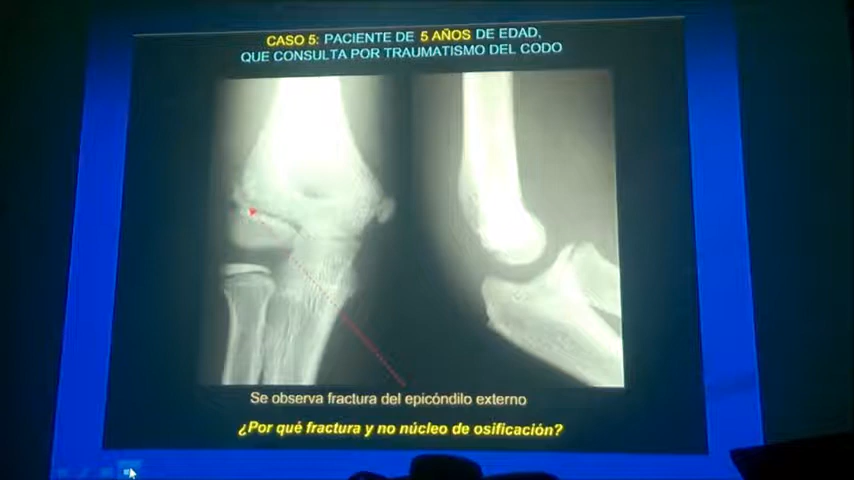 CASO 5: PACIENTE DE 5 AÑOS DE EDAD,
QUE CONSULTA POR TRAUMATISMO DEL CODO
Se observa fractura del epicóndilo externo
¿Por qué fractura y no núcleo de osificación?